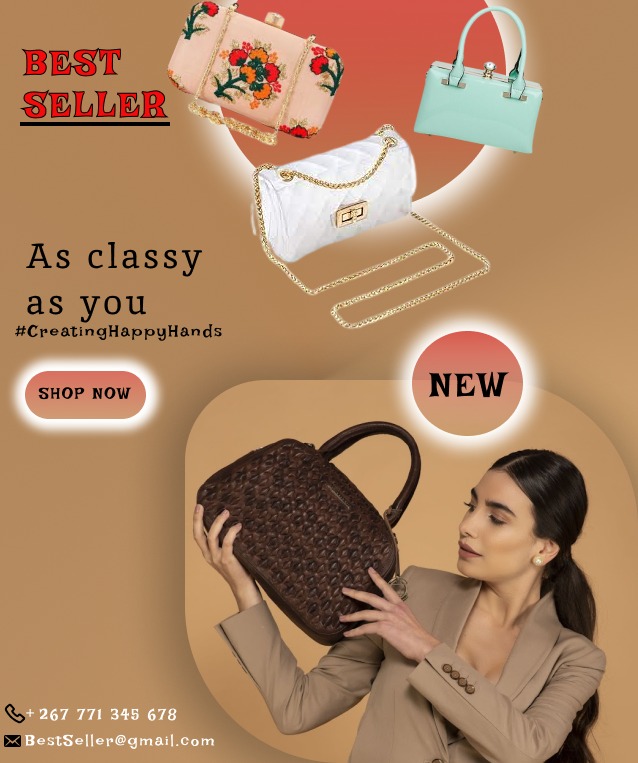 BEST
SELLER
As classy
as you
#CreatingHappyHands
SHOP NOW
NEW
+ 267 771 345 678
BestSeller@gmail.com